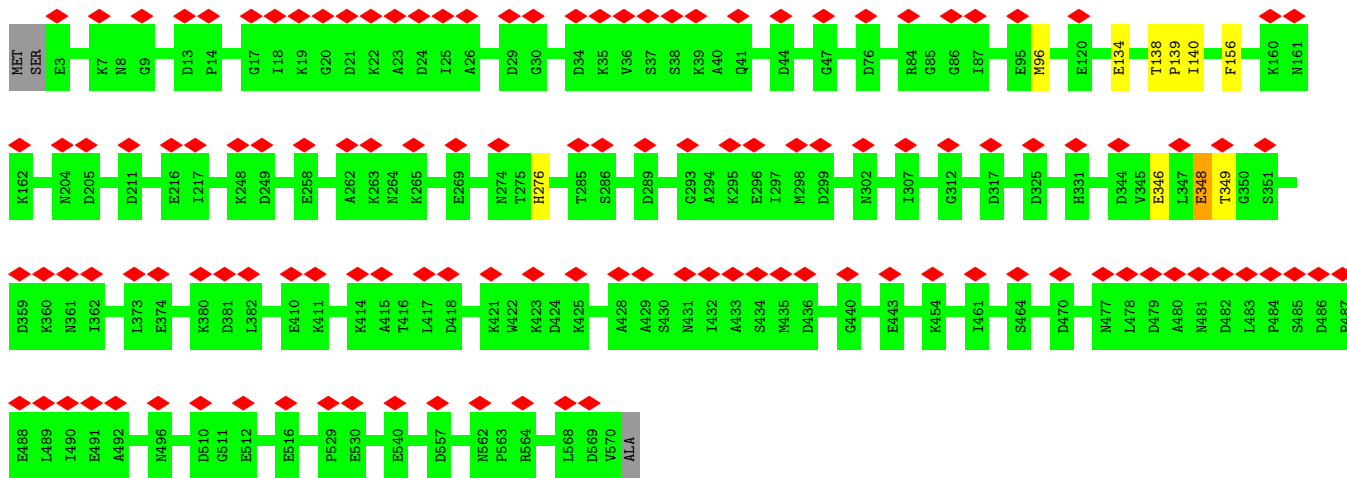 MET SER E3 K7 N8 G9 D13 P14 G17 I18 K19 G20 D21 K22 A23 D24 I25 A26 D29 G30 D34 K35 V36 S37 S38 K39 A40 Q41 D44 G47 D76 R84 G85 G86 I87 E95 M96 E120 E134 T138 P139 I140 F156 K160 N161
K162 N204 D205 D211 E216 I217 K248 D249 E258 A262 K263 N264 K265 E269 N274 T275 H276 T285 S286 D289 G293 A294 K295 E296 I297 M298 D299 N302 I307 G312 D317 D325 H331 D344 V345 E346 L347 E348 T349 G350 S351
D359 K360 N361 I362 L373 E374 K380 D381 L382 E410 K411 K414 A415 T416 L417 D418 K421 W422 K423 D424 K425 A428 A429 S430 N431 I432 A433 S434 M435 D436 G440 E443 K454 I461 S464 D470 N477 L478 D479 A480 N481 D482 L483 P484 S485 D486 P487
E488 L489 I490 E491 A492 N496 D510 G511 E512 E516 P529 E530 E540 D557 N562 P563 R564 L568 D569 V570 ALA